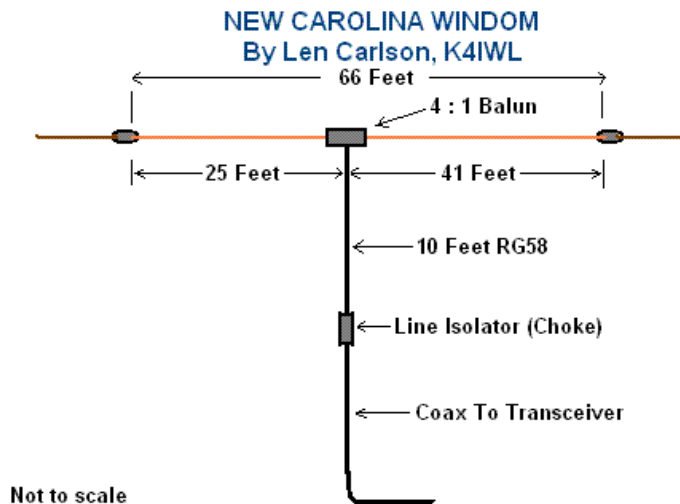 NEW CAROLINA WINDOM
By Len Carlson, K4IWL
66 Feet
4 : 1 Balun
25 Feet
41 Feet
10 Feet RG58
Line Isolator (Choke)
Coax To Transceiver
Not to scale